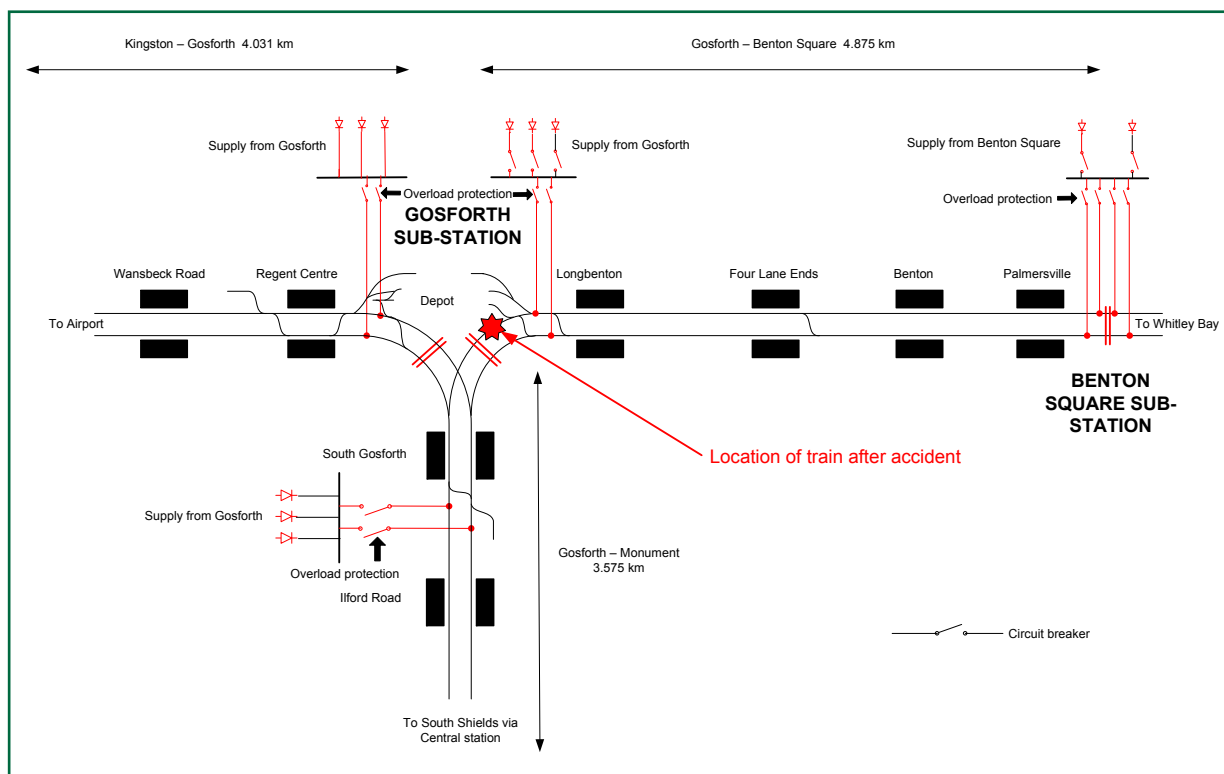 Kingston – Gosforth  4.031 km
Gosforth – Benton Square  4.875 km
Supply from Gosforth
Supply from Gosforth
Supply from Benton Square
Overload protection
Overload protection
GOSFORTH
SUB-STATION
Wansbeck Road
Regent Centre
Depot
Longbenton
Four Lane Ends
Benton
Palmersville
To Airport
To Whitley Bay
BENTON
SQUARE SUB-
STATION
Location of train after accident
South Gosforth
Supply from Gosforth
Overload protection
Ilford Road
Gosforth – Monument
3.575 km
Circuit breaker
To South Shields via
Central station